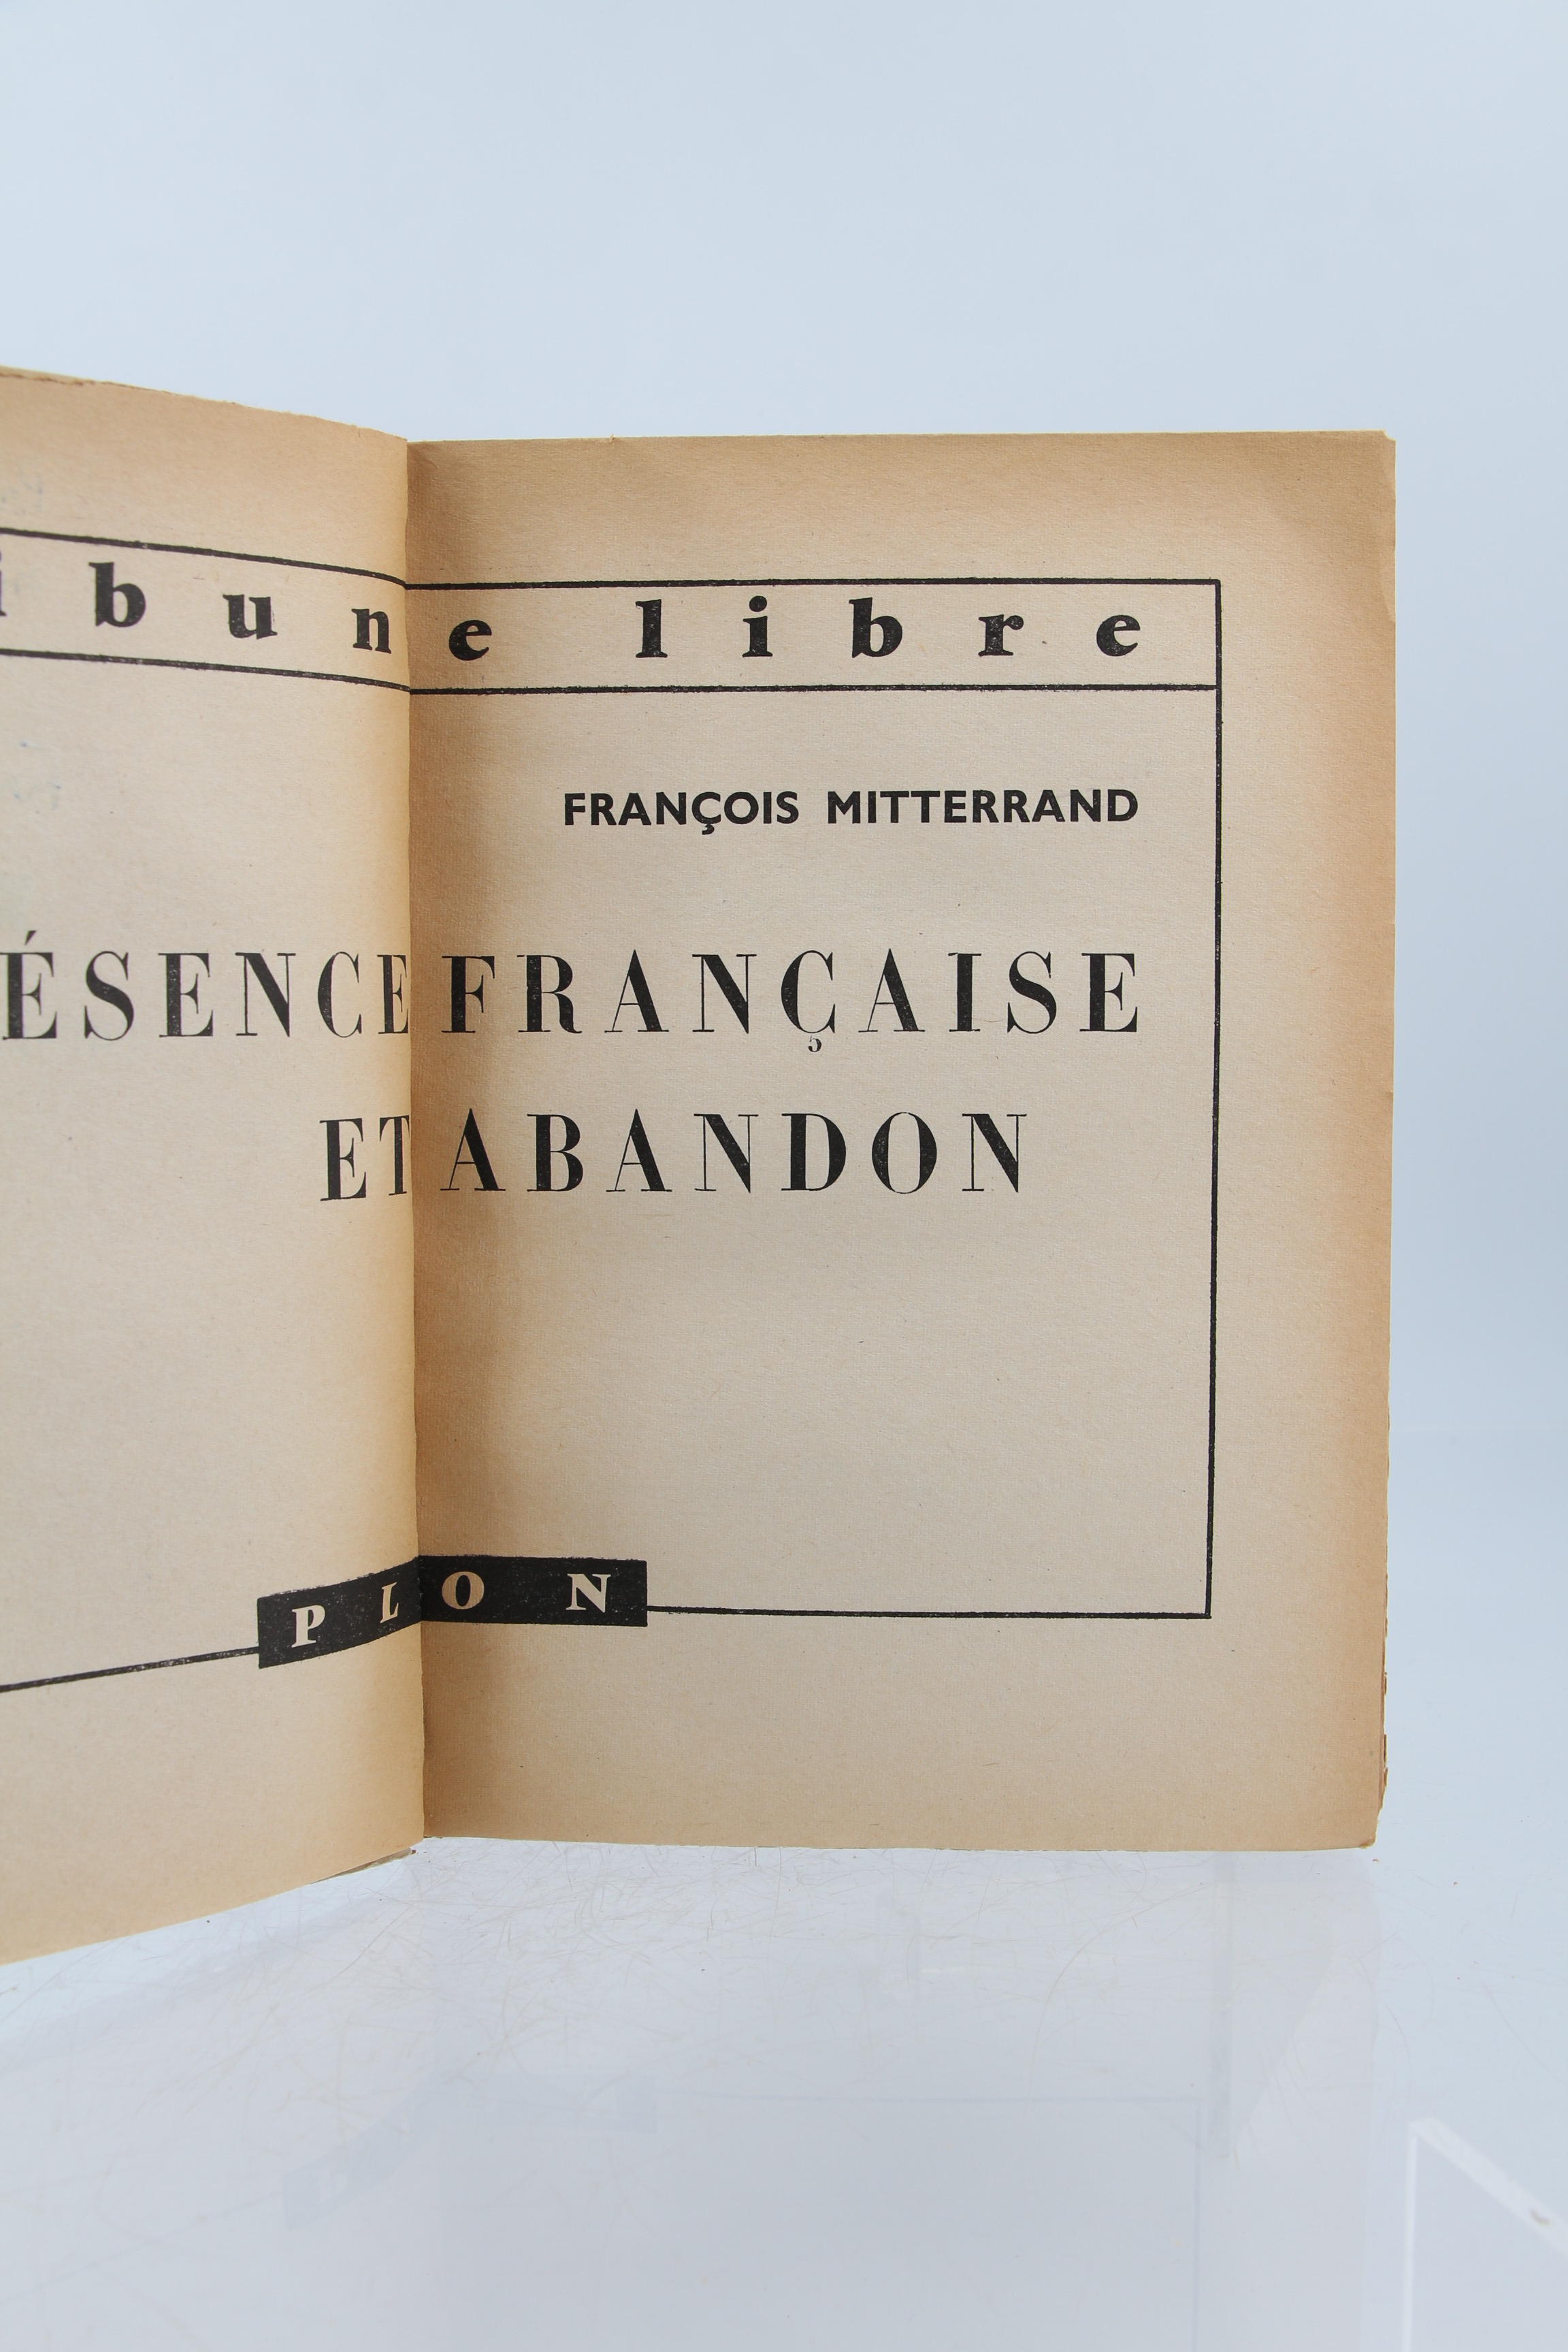 ibune libre
FRANÇOIS MITTERRAND
ÉSENCE FRANÇAISE
ET ABANDON
PLON